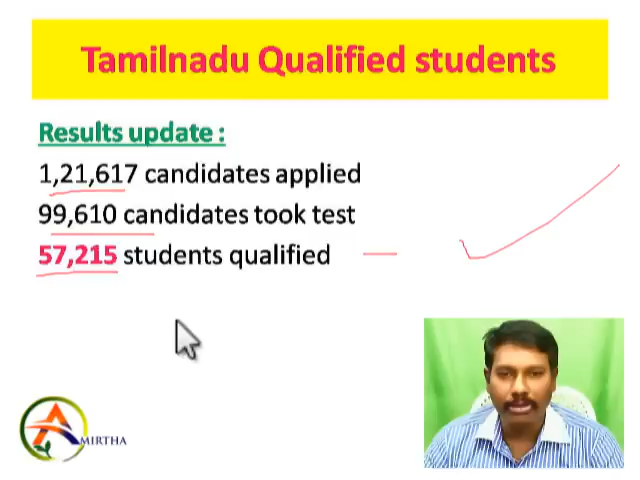 Tamilnadu Qualified students
Results update :
1,21,617 candidates applied
99,610 candidates took test
57,215 students qualified
AMIRTHA